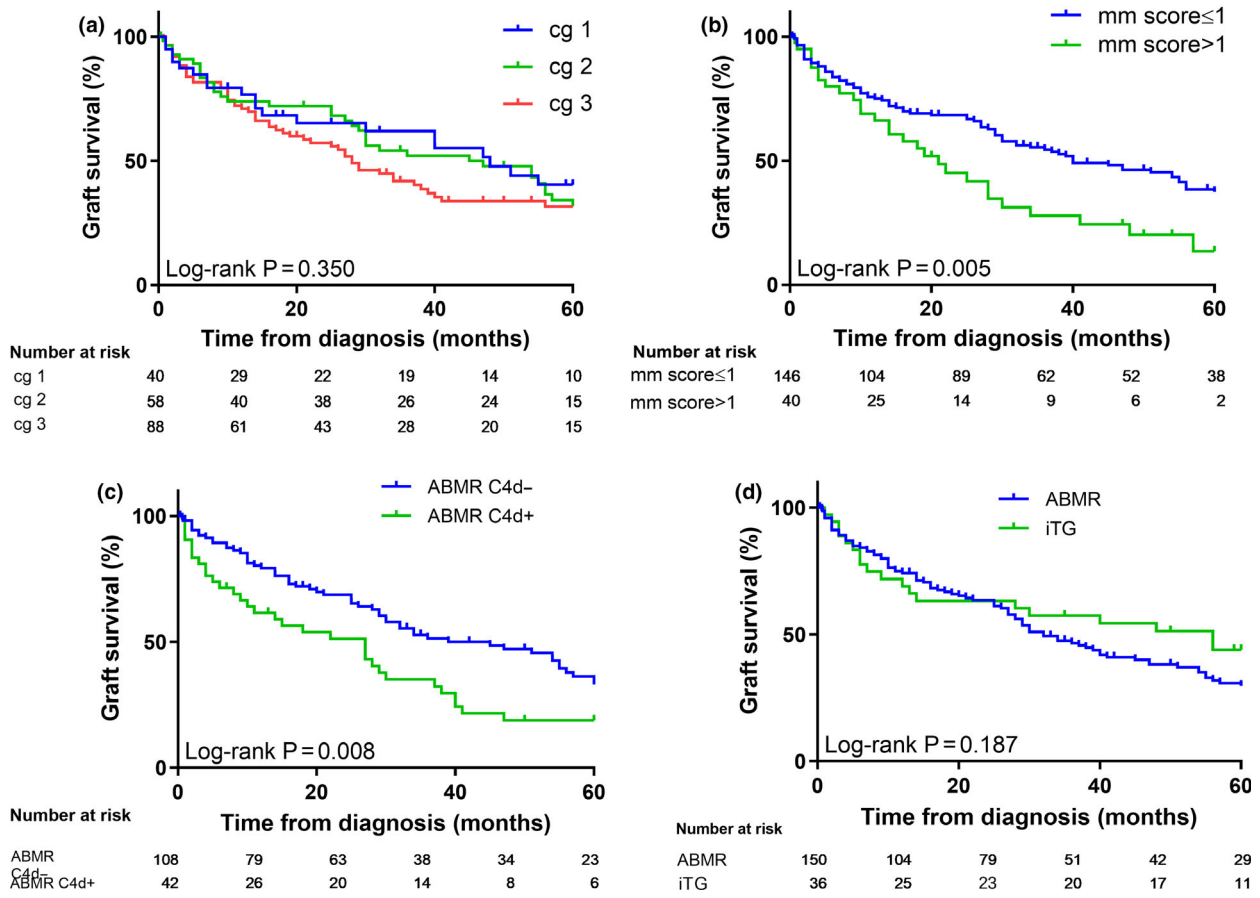 (a)
cg 1
cg 2
cg 3
100
50
0
Graft survival (%)
Log-rank P = 0.350
0 20 40 60
Time from diagnosis (months)
Number at risk
cg 1 40 29 22 19 14 10
cg 2 58 40 38 26 24 15
cg 3 88 61 43 28 20 15
(b)
mm score≤1
mm score>1
100
50
0
Graft survival (%)
Log-rank P = 0.005
0 20 40 60
Time from diagnosis (months)
Number at risk
mm score≤1 146 104 89 62 52 38
mm score>1 40 25 14 9 6 2
(c)
ABMR C4d–
ABMR C4d+
100
50
0
Graft survival (%)
Log-rank P = 0.008
0 20 40 60
Time from diagnosis (months)
Number at risk
ABMR 108 79 63 38 34 23
C4d–
ABMR C4d+ 42 26 20 14 8 6
(d)
ABMR
iTG
100
50
0
Graft survival (%)
Log-rank P = 0.187
0 20 40 60
Time from diagnosis (months)
Number at risk
ABMR 150 104 79 51 42 29
iTG 36 25 23 20 17 11